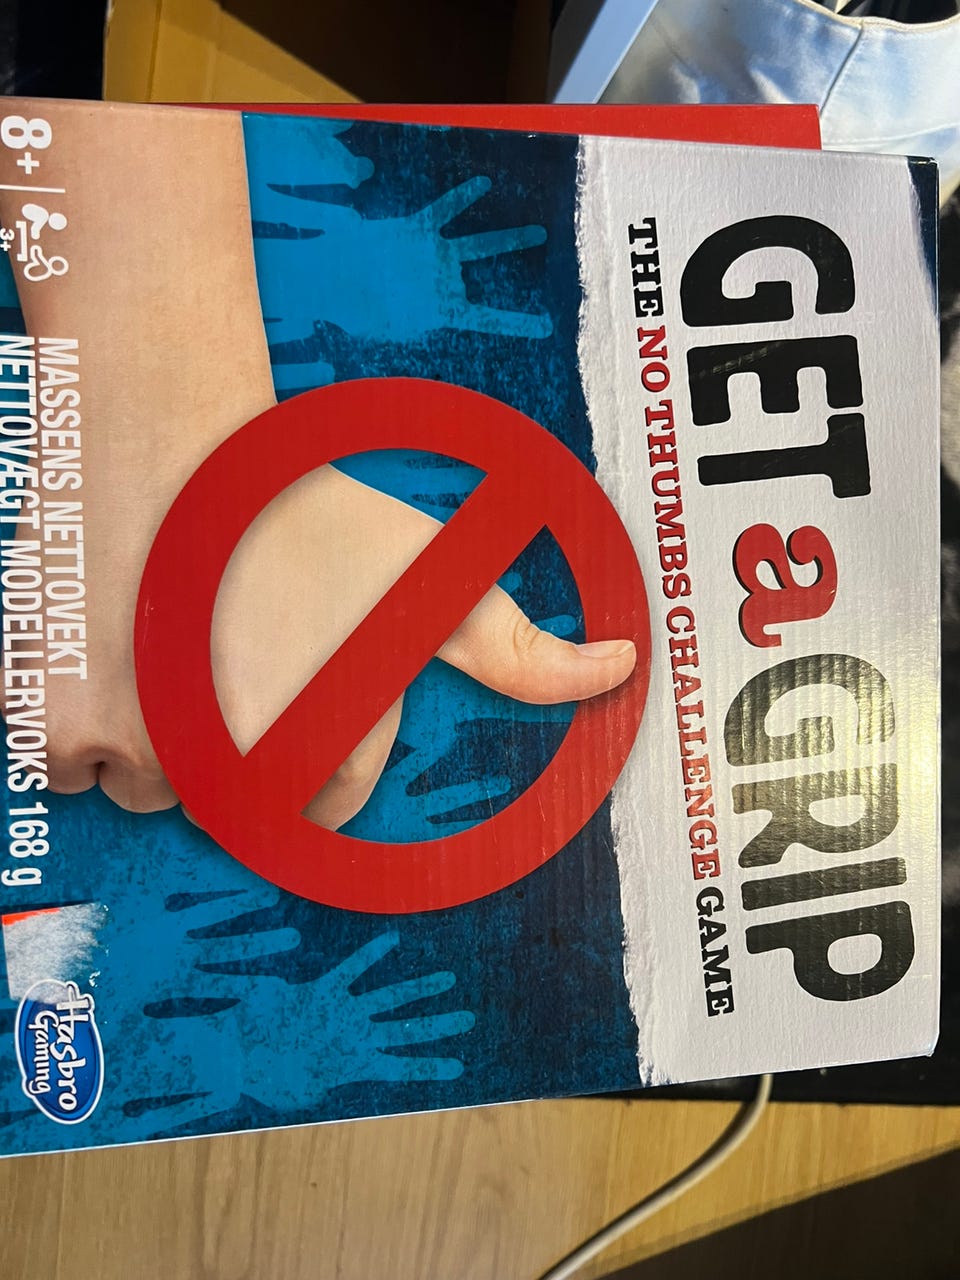 GET a GRIP
THE NO THUMBS CHALLENGE GAME
8+
3+
MASSENS NETTOVEKT
NETTOVÆGT MODELLERVOKS 168 g
Hasbro
Gaming